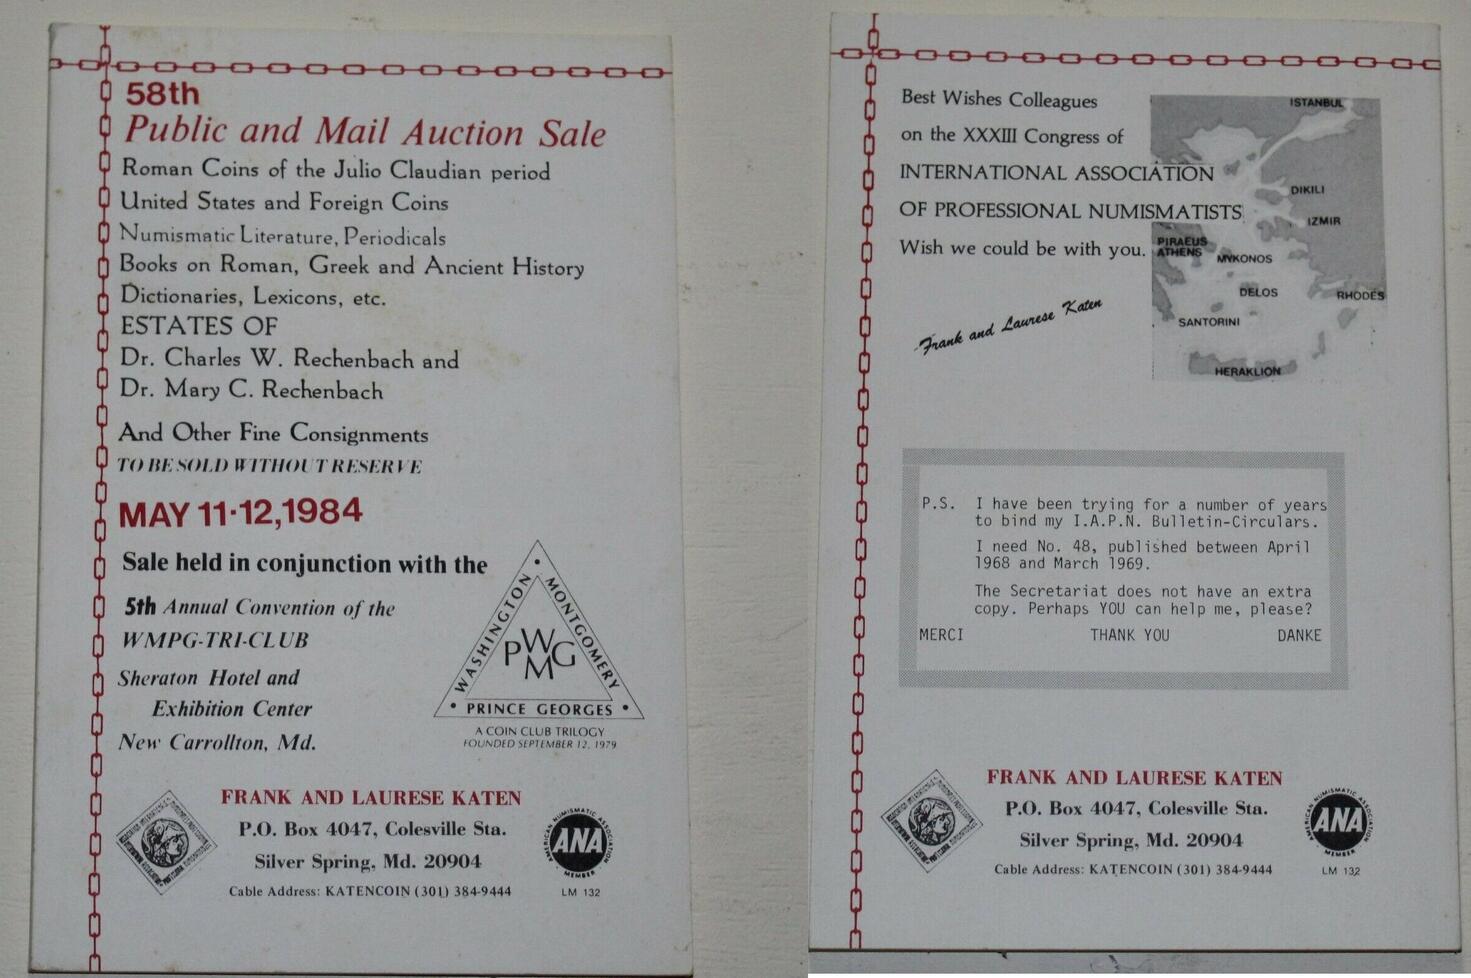 58th
Public and Mail Auction Sale
Roman Coins of the Julio Claudian period
United States and Foreign Coins
Numismatic Literature, Periodicals
Books on Roman, Greek and Ancient History
Dictionaries, Lexicons, etc.
ESTATES OF
Dr. Charles W. Rechenbach and
Dr. Mary C. Rechenbach
And Other Fine Consignments
TO BE SOLD WITHOUT RESERVE
MAY 11-12, 1984
Sale held in conjunction with the
5th Annual Convention of the
WMPG-TRI-CLUB
Sheraton Hotel and
Exhibition Center
New Carrollton, Md.
WASHINGTON
MONTGOMERY
PWMG
• PRINCE GEORGES •
A COIN CLUB TRILOGY
FOUNDED SEPTEMBER 12, 1979
FRANK AND LAURESE KATEN
P.O. Box 4047, Colesville Sta.
Silver Spring, Md. 20904
Cable Address: KATENCOIN (301) 384-9444
AMERICAN NUMISMATIC ASSOCIATION
ANA
MEMBER
LM 132
Best Wishes Colleagues
on the XXXIII Congress of
INTERNATIONAL ASSOCIATION
OF PROFESSIONAL NUMISMATISTS
Wish we could be with you.
Frank and Laurese Katen
ISTANBUL
DIKILI
IZMIR
PIRAEUS
ATHENS
MYKONOS
DELOS
RHODES
SANTORINI
HERAKLION
P.S. I have been trying for a number of years
to bind my I.A.P.N. Bulletin-Circulars.
I need No. 48, published between April
1968 and March 1969.
The Secretariat does not have an extra
copy. Perhaps YOU can help me, please?
MERCI THANK YOU DANKE
FRANK AND LAURESE KATEN
P.O. Box 4047, Colesville Sta.
Silver Spring, Md. 20904
Cable Address: KATENCOIN (301) 384-9444
AMERICAN NUMISMATIC ASSOCIATION
ANA
MEMBER
LM 132